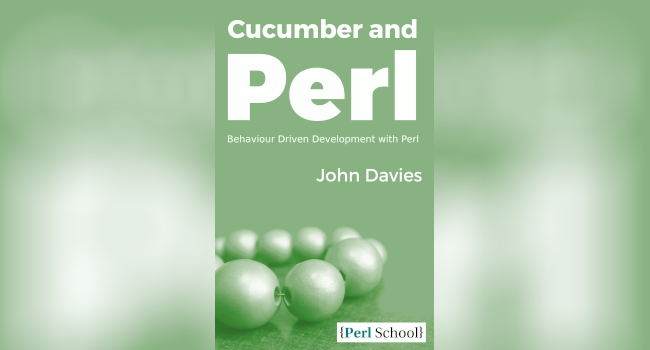 Cucumber and
Perl
Behaviour Driven Development with Perl
John Davies
{Perl School}